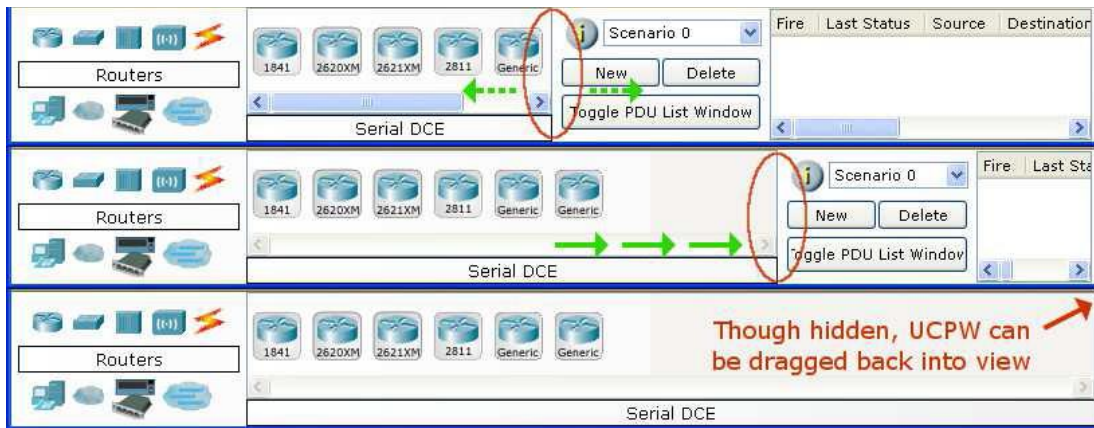 Routers
1841 2620XM 2621XM 2811 Generic
Serial DCE
i Scenario 0
New Delete
Toggle PDU List Window
Fire Last Status Source Destination
Routers
1841 2620XM 2621XM 2811 Generic Generic
Serial DCE
i Scenario 0
New Delete
Toggle PDU List Window
Fire Last Sta
Routers
1841 2620XM 2621XM 2811 Generic Generic
Serial DCE
Though hidden, UCPW can
be dragged back into view